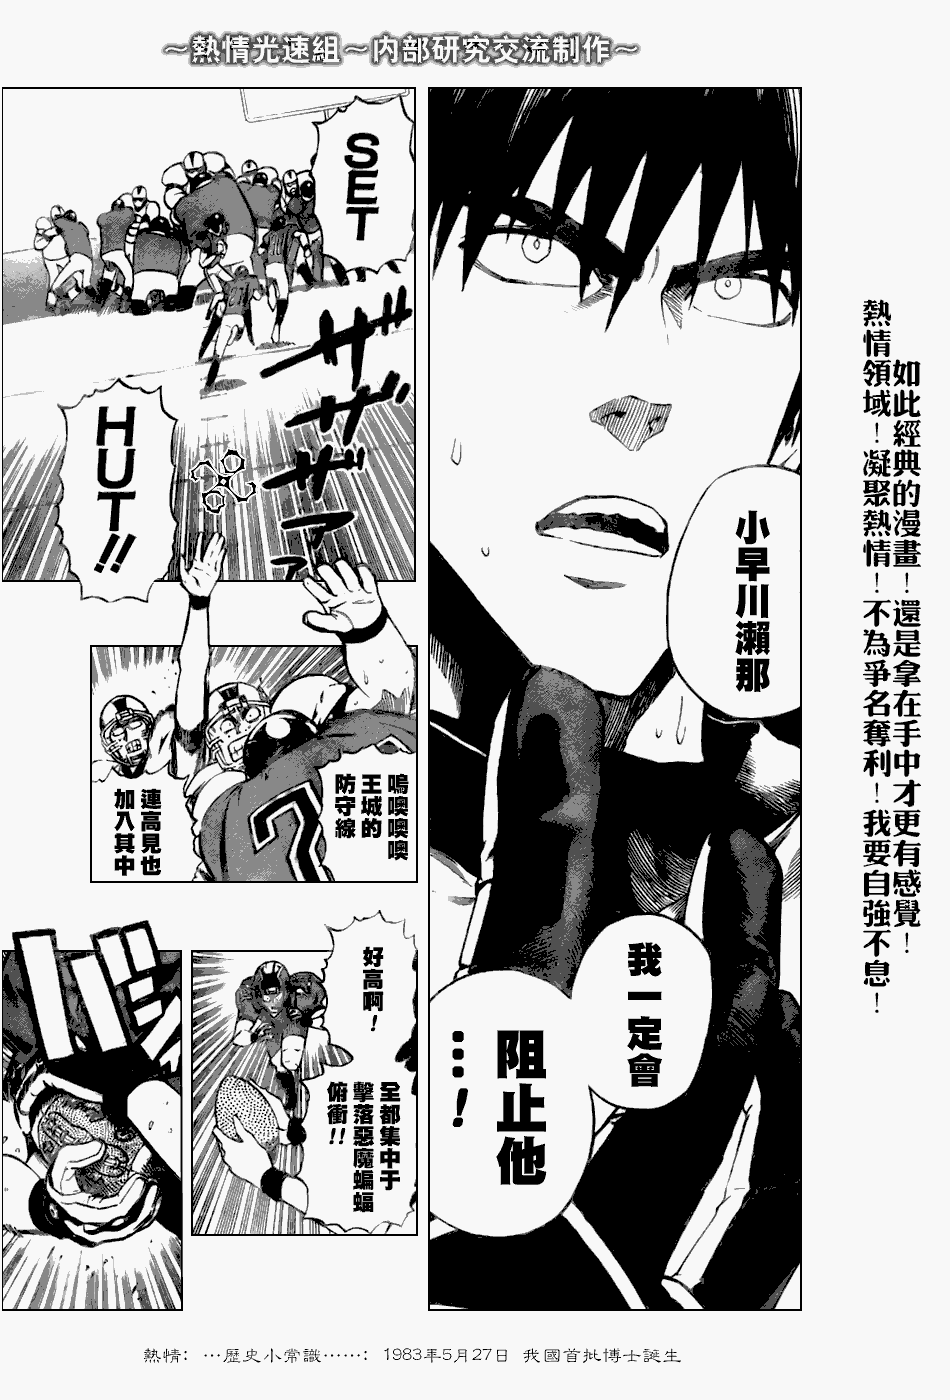 ～熱情光速組～内部研究交流制作～
如此經典的漫畫！還是拿在手中才更有感覺！
熱情領域！凝聚熱情！不為爭名奪利！我要自強不息！
小早川瀨那
我一定會
阻止他
…！
SET
HUT!!
ザザザァァ
嗚噢噢噢
王城的
防守線
連高見也
加入其中
好高啊！
全都集中于
擊落惡魔蝙蝠
俯衝!!
バシ
熱情：…歷史小常識……：1983年5月27日 我國首批博士誕生